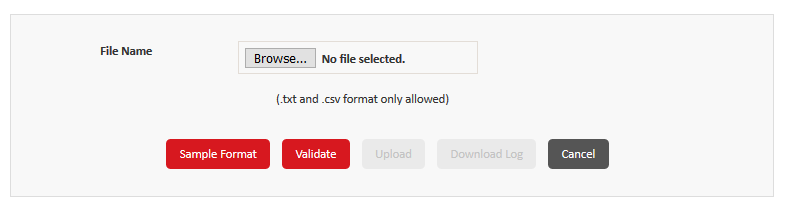 File Name Browse... No file selected.
(.txt and .csv format only allowed)
Sample Format Validate Upload Download Log Cancel